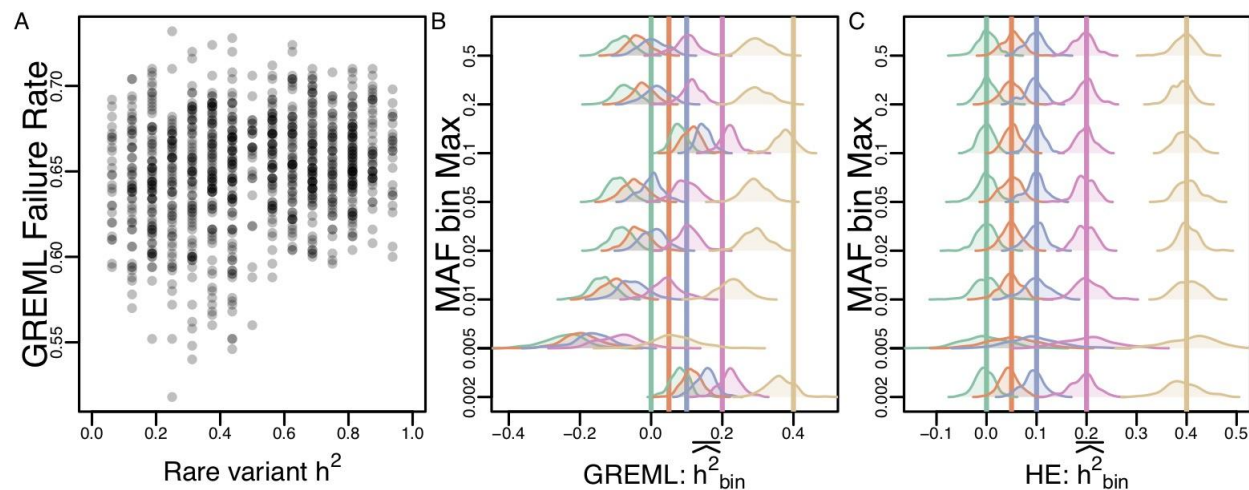 A
GREML Failure Rate
0.70
0.65
0.60
0.55
0.0 0.2 0.4 0.6 0.8 1.0
Rare variant h²
B
MAF bin Max
0.5
0.2
0.1
0.05
0.02
0.01
0.005
0.002
−0.4 −0.2 0.0 0.2 0.4
GREML: h²bin
C
MAF bin Max
0.5
0.2
0.1
0.05
0.02
0.01
0.005
0.002
−0.1 0.0 0.1 0.2 0.3 0.4 0.5
HE: h²bin